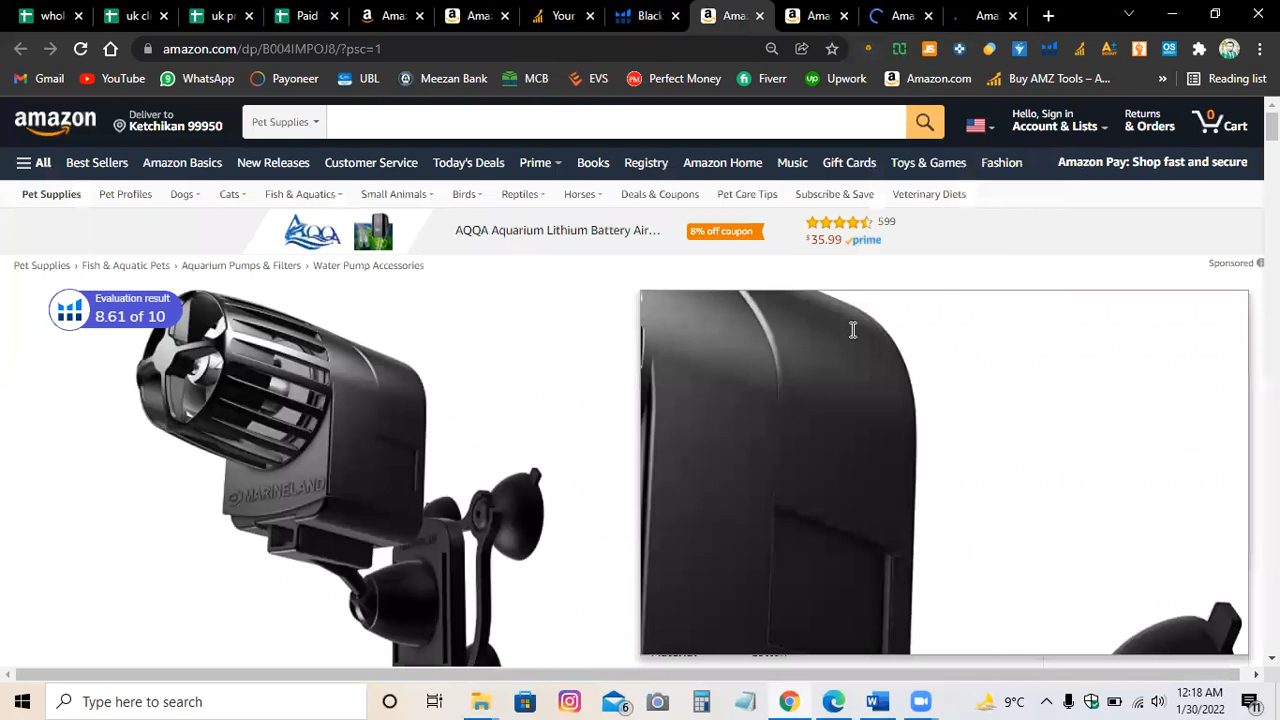 whol
uk cl
uk pr
Paid
Amaz
Amaz
Your
Black
Amaz
Amaz
Ama
Ama
amazon.com/dp/B004IMPOJ8/?psc=1
Gmail
YouTube
WhatsApp
Payoneer
UBL
Meezan Bank
MCB
EVS
Perfect Money
Fiverr
Upwork
Amazon.com
Buy AMZ Tools – A...
»
Reading list
amazon
Deliver to
Ketchikan 99950
Pet Supplies
Hello, Sign in
Account & Lists
Returns
& Orders
0
Cart
All
Best Sellers
Amazon Basics
New Releases
Customer Service
Today's Deals
Prime
Books
Registry
Amazon Home
Music
Gift Cards
Toys & Games
Fashion
Amazon Pay: Shop fast and secure
Pet Supplies
Pet Profiles
Dogs
Cats
Fish & Aquatics
Small Animals
Birds
Reptiles
Horses
Deals & Coupons
Pet Care Tips
Subscribe & Save
Veterinary Diets
AQQA
AQQA Aquarium Lithium Battery Air...
8% off coupon
599
$35.99 prime
Pet Supplies › Fish & Aquatic Pets › Aquarium Pumps & Filters › Water Pump Accessories
Sponsored
Evaluation result
8.61 of 10
MARINELAND
Type here to search
6
9°C
12:18 AM
1/30/2022
11